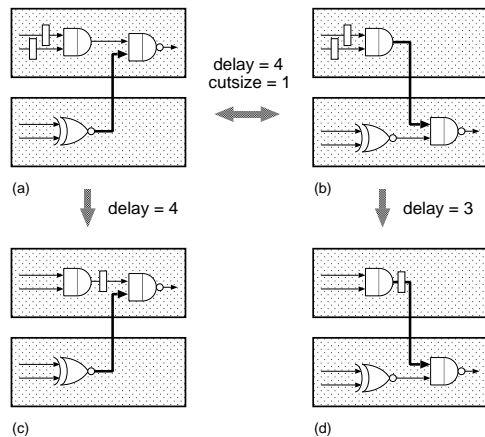 delay = 4
cutsize = 1
(a)
(b)
delay = 4
delay = 3
(c)
(d)